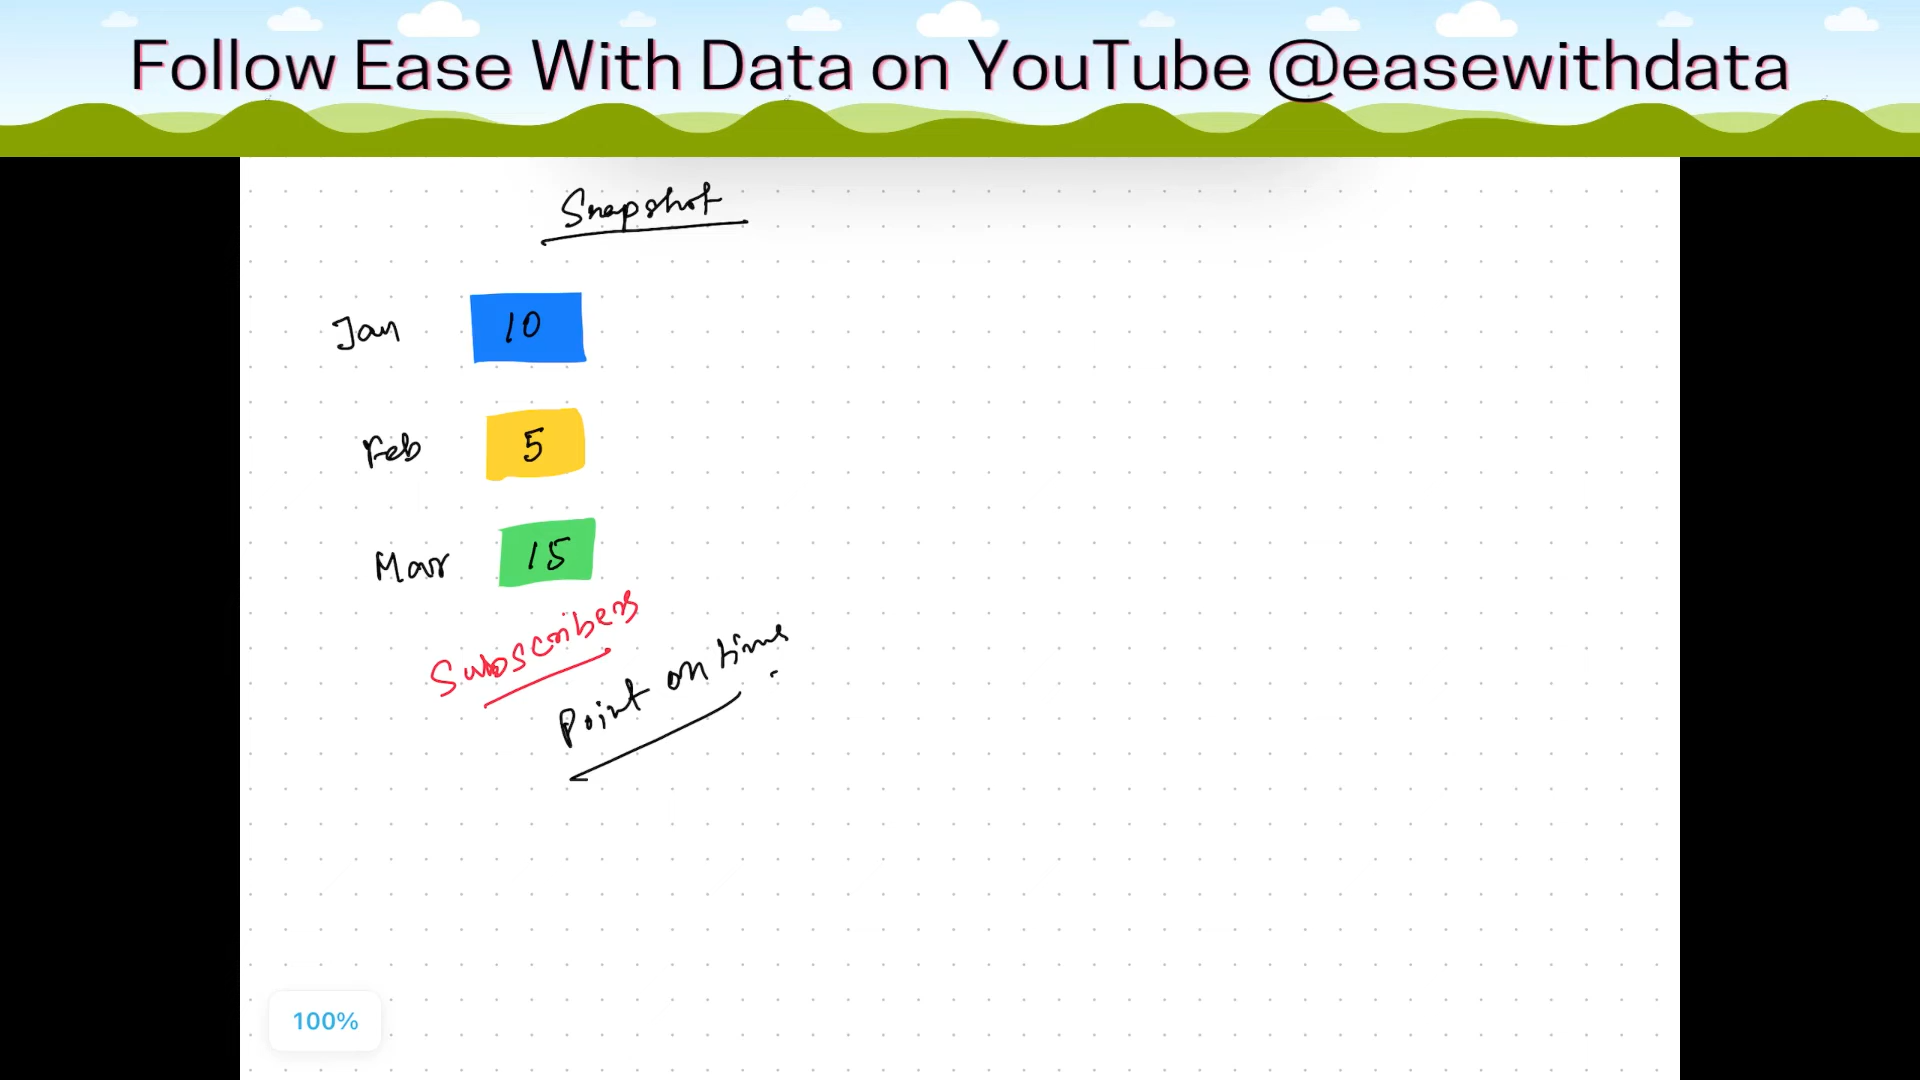 Follow Ease With Data on YouTube @easewithdata
Snapshot
Jan 10
Feb 5
Mar 15
Subscribers
Point on time
100%